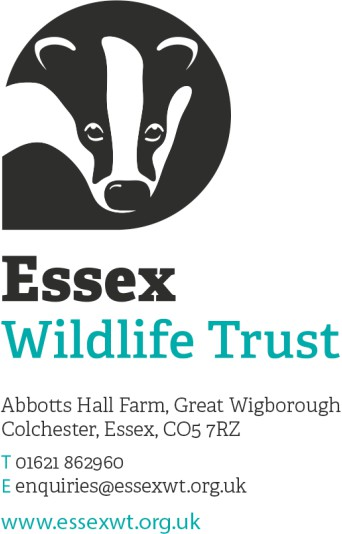 Essex
Wildlife Trust
Abbotts Hall Farm, Great Wigborough
Colchester, Essex, CO5 7RZ
T 01621 862960
E enquiries@essexwt.org.uk
www.essexwt.org.uk